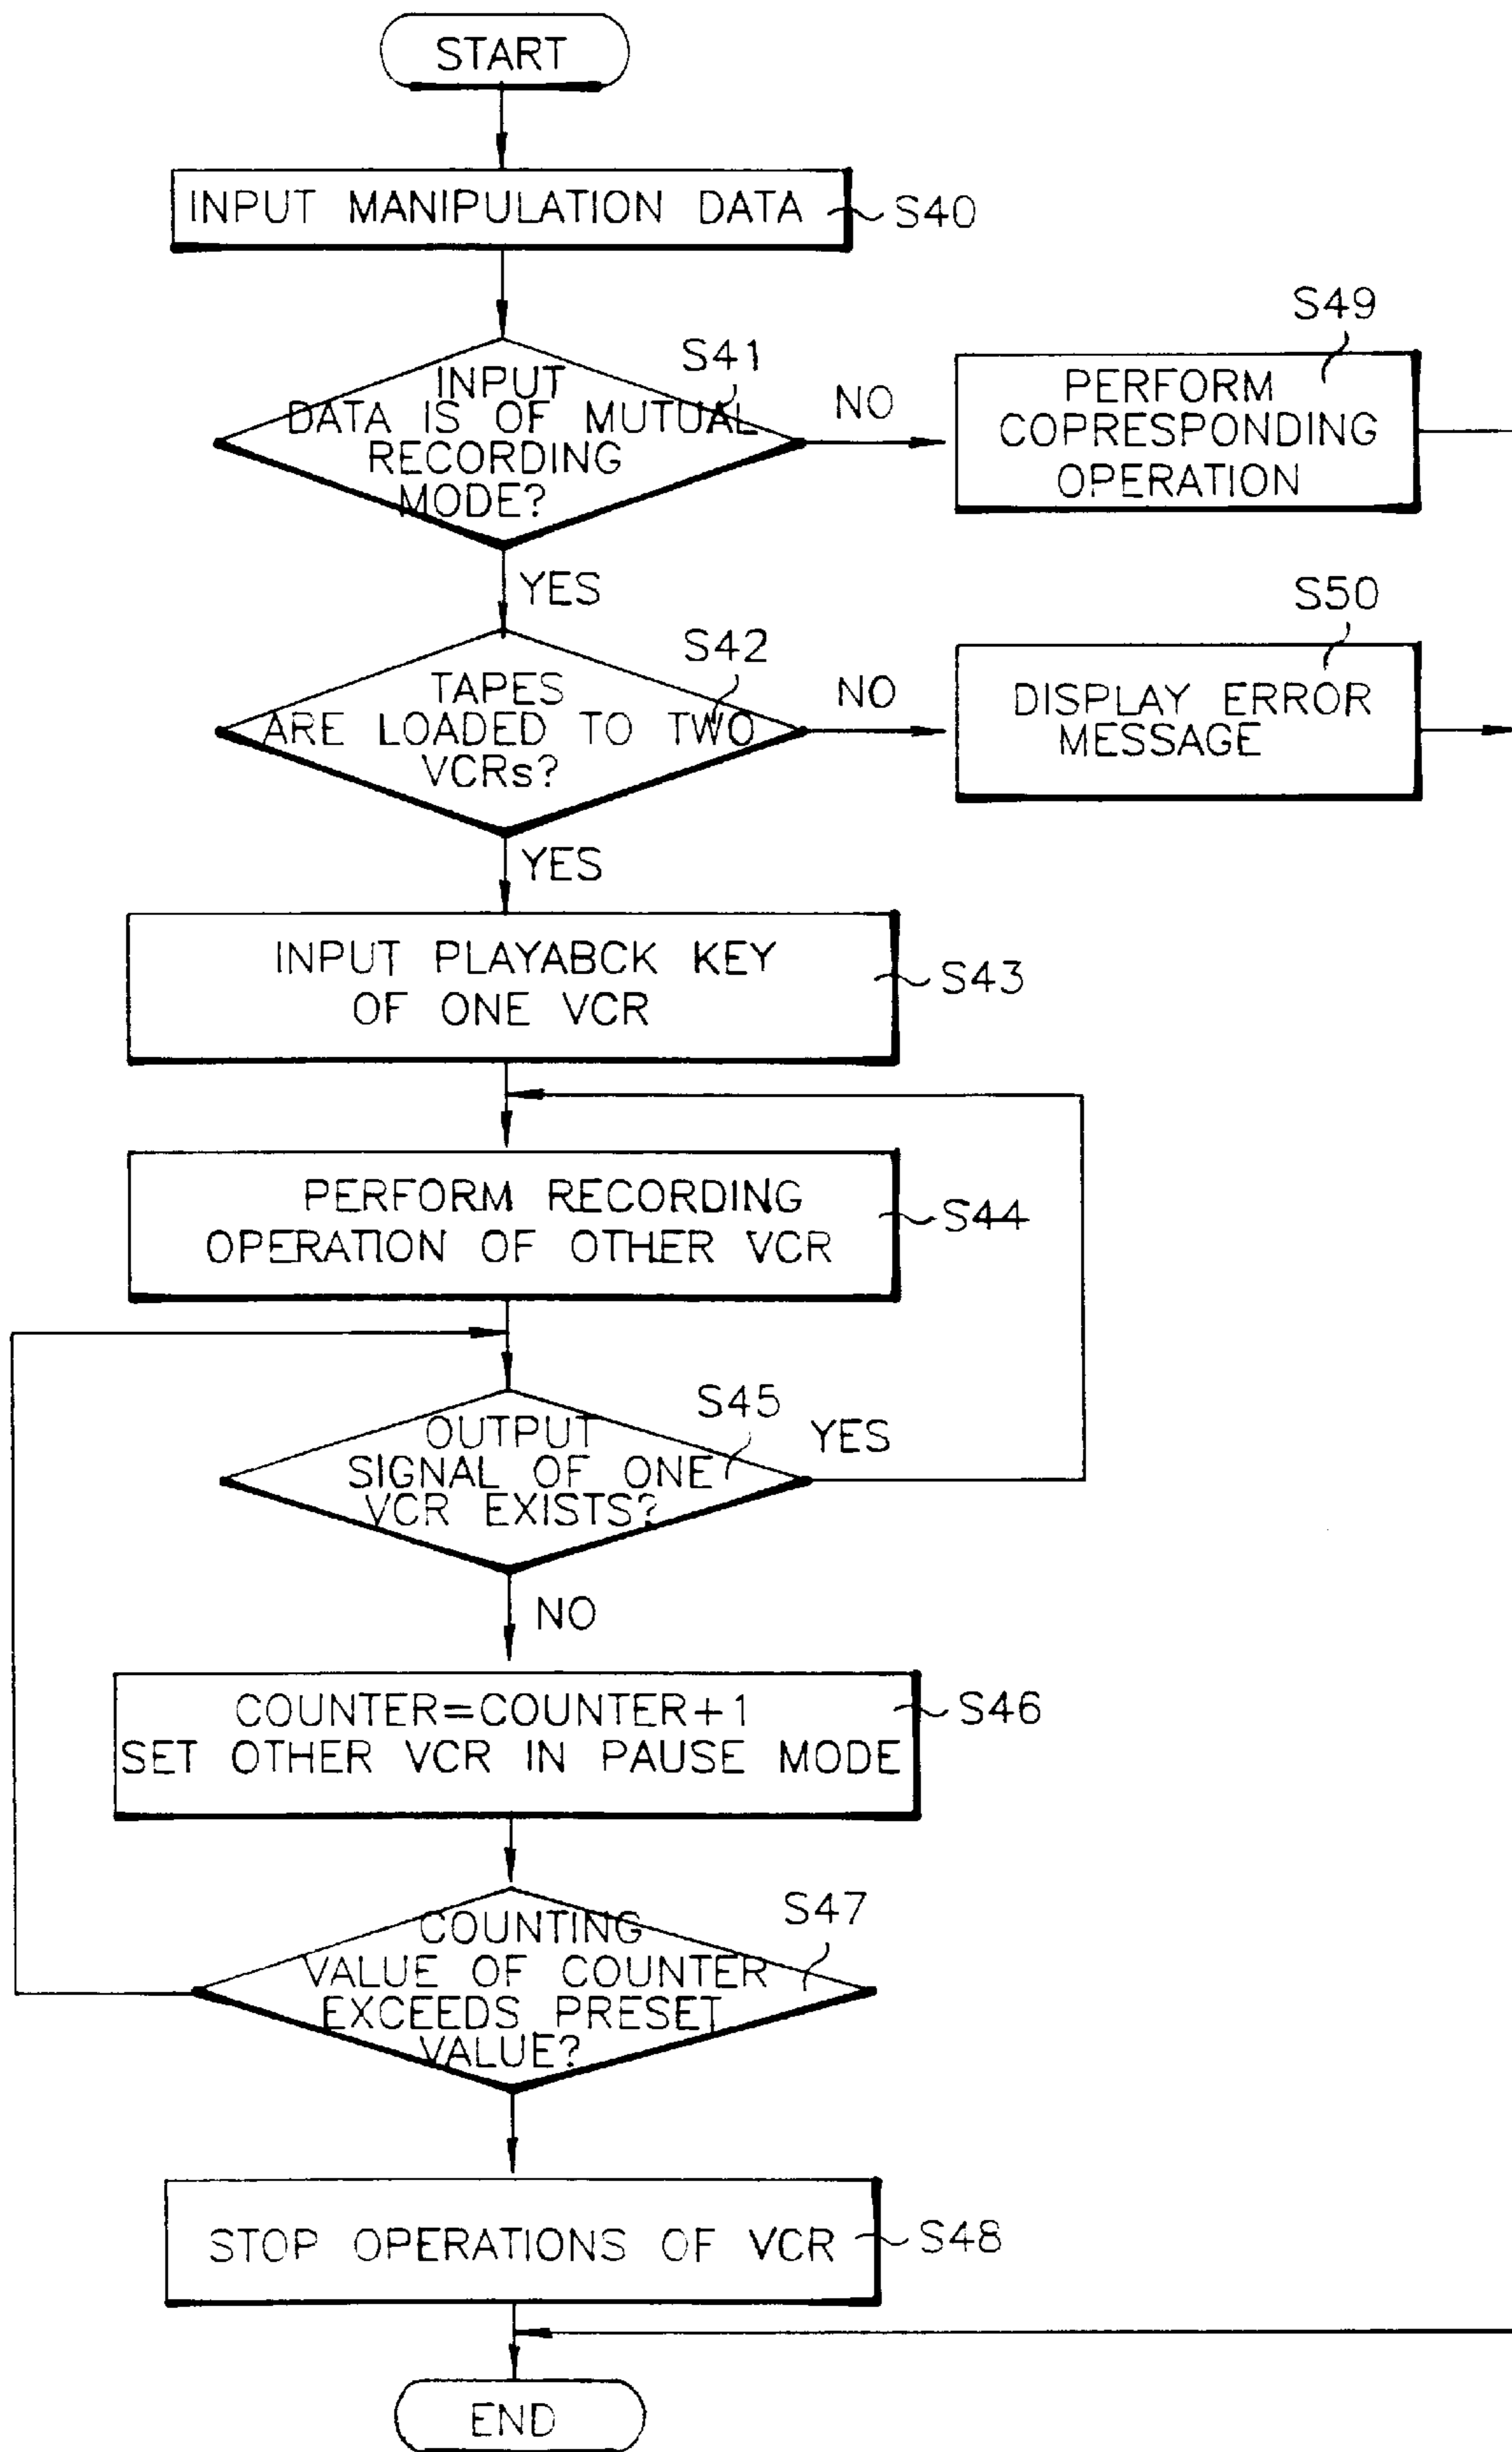 START
INPUT MANIPULATION DATA
S40
INPUT
DATA IS OF MUTUAL
RECORDING
MODE?
S41
NO
PERFORM
COPRESPONDING
OPERATION
S49
YES
TAPES
ARE LOADED TO TWO
VCRs?
S42
NO
DISPLAY ERROR
MESSAGE
S50
YES
INPUT PLAYABCK KEY
OF ONE VCR
S43
PERFORM RECORDING
OPERATION OF OTHER VCR
S44
OUTPUT
SIGNAL OF ONE
VCR EXISTS?
S45
YES
NO
COUNTER=COUNTER+1
SET OTHER VCR IN PAUSE MODE
S46
COUNTING
VALUE OF COUNTER
EXCEEDS PRESET
VALUE?
S47
STOP OPERATIONS OF VCR
S48
END